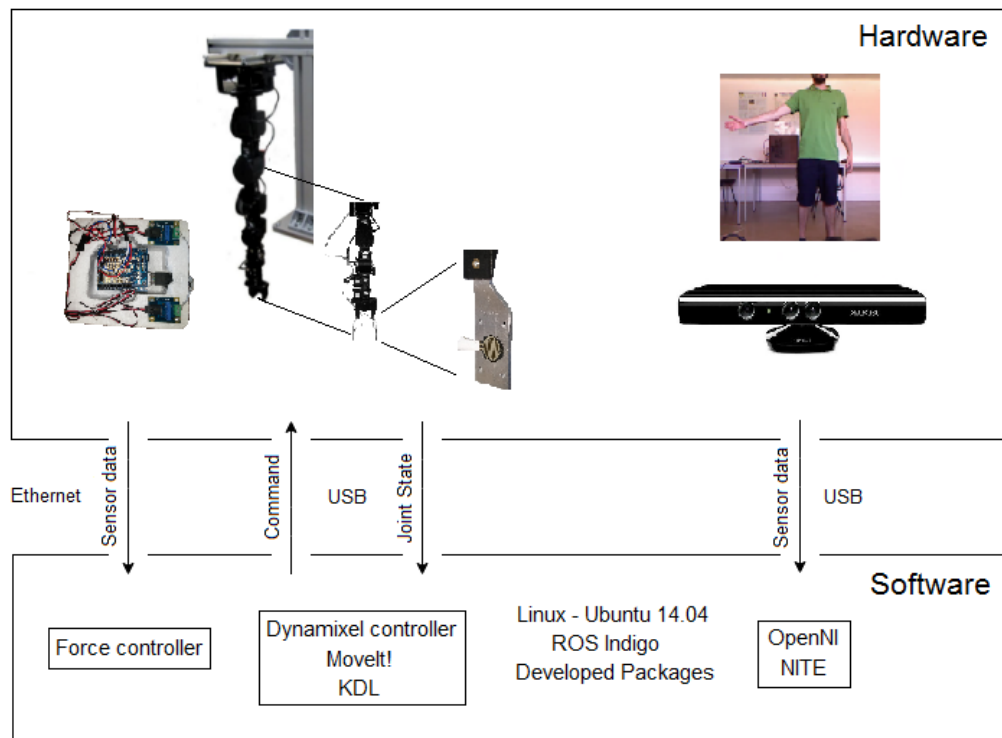 Hardware
Ethernet
Sensor data
Command
USB
Joint State
Sensor data
USB
Software
Force controller
Dynamixel controller
MoveIt!
KDL
Linux - Ubuntu 14.04
ROS Indigo
Developed Packages
OpenNI
NITE